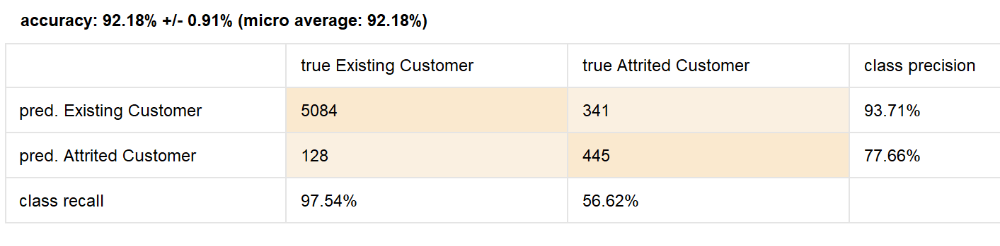 accuracy: 92.18% +/- 0.91% (micro average: 92.18%)
true Existing Customer true Attrited Customer class precision
pred. Existing Customer 5084 341 93.71%
pred. Attrited Customer 128 445 77.66%
class recall 97.54% 56.62%